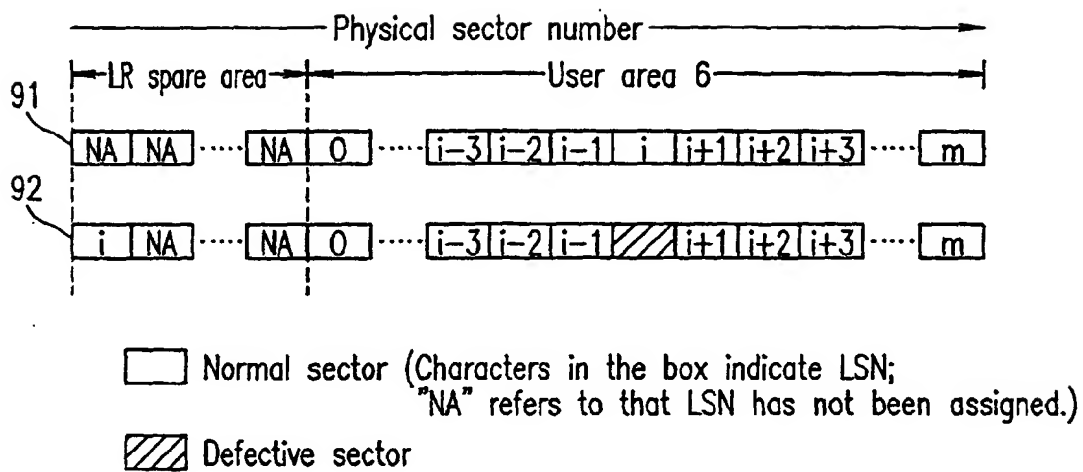 Physical sector number
LR spare area User area 6
91
NA NA ····· NA 0 ····· i-3 i-2 i-1 i i+1 i+2 i+3 ····· m
92
i NA ····· NA 0 ····· i-3 i-2 i-1 i+1 i+2 i+3 ····· m
Normal sector (Characters in the box indicate LSN;
"NA" refers to that LSN has not been assigned.)
Defective sector